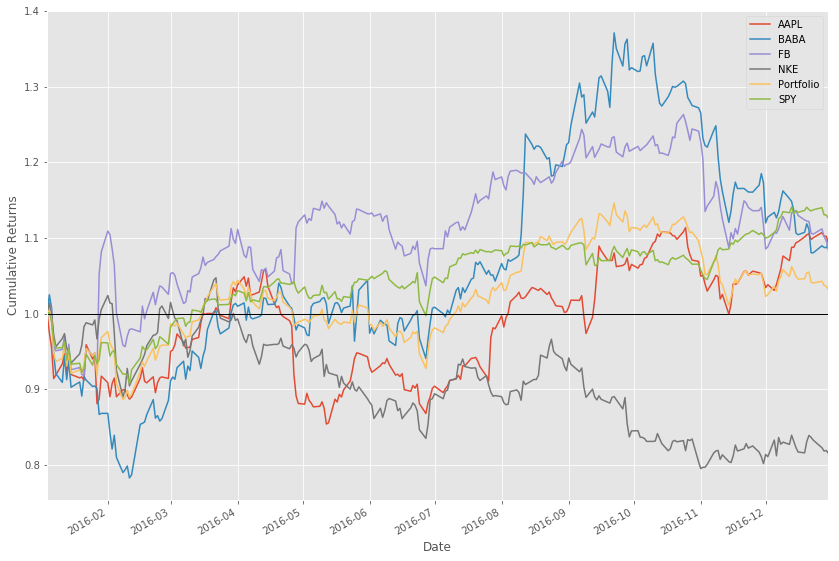 1.4
1.3
1.2
1.1
1.0
0.9
0.8
Cumulative Returns
AAPL
BABA
FB
NKE
Portfolio
SPY
2016-02
2016-03
2016-04
2016-05
2016-06
2016-07
2016-08
2016-09
2016-10
2016-11
2016-12
Date